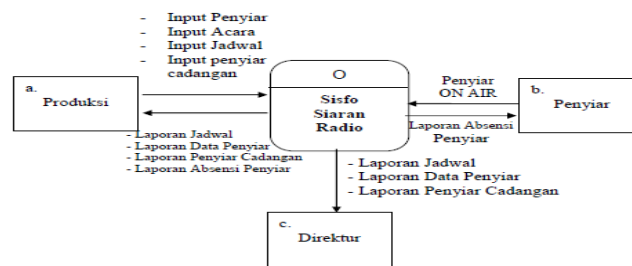 - Input Penyiar
- Input Acara
- Input Jadwal
- Input penyiar
cadangan
a.
Produksi
O
Sisfo
Siaran
Radio
Penyiar
ON AIR
b.
Penyiar
Laporan Absensi
Penyiar
- Laporan Jadwal
- Laporan Data Penyiar
- Laporan Penyiar Cadangan
- Laporan Absensi Penyiar
- Laporan Jadwal
- Laporan Data Penyiar
- Laporan Penyiar Cadangan
c.
Direktur